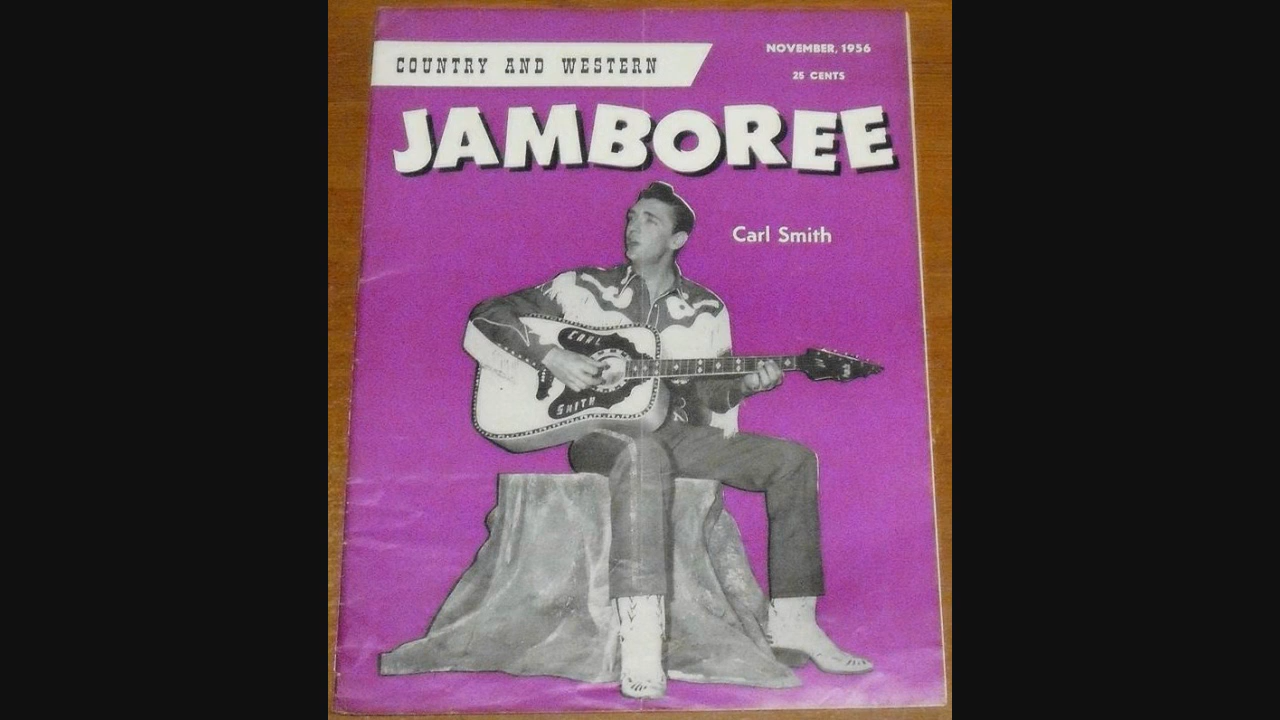 COUNTRY AND WESTERN
NOVEMBER, 1956
25 CENTS
JAMBOREE
Carl Smith
CARL
SMITH